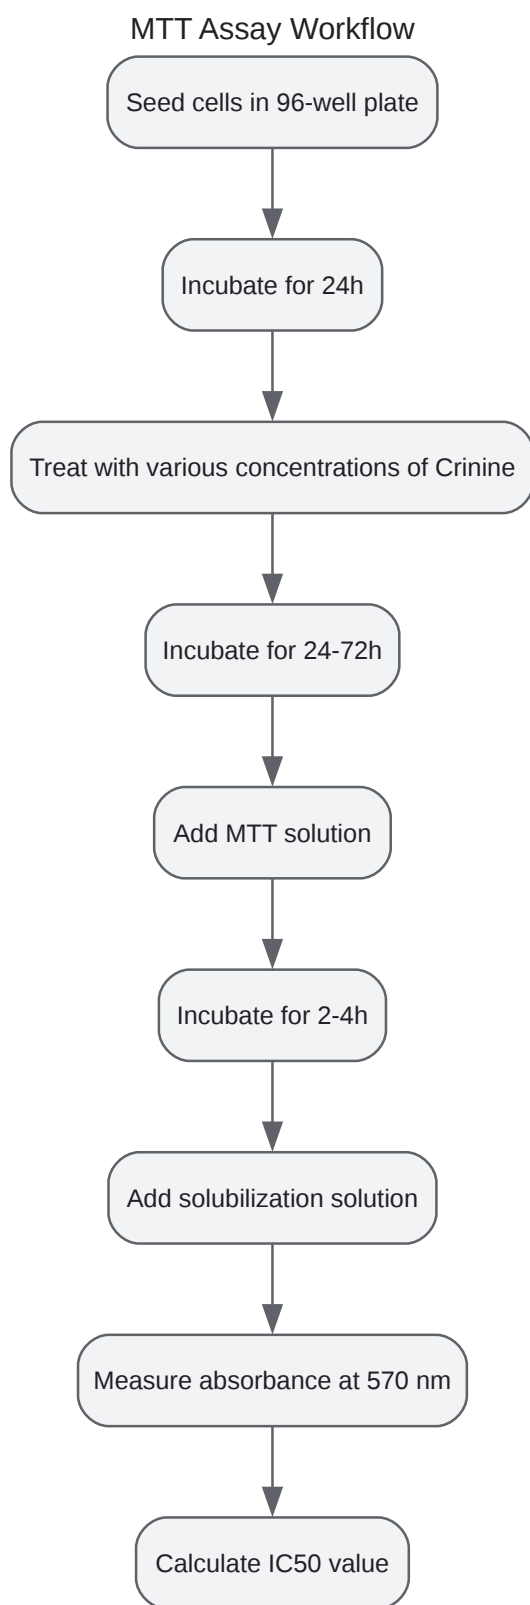 MTT Assay Workflow
Seed cells in 96-well plate
Incubate for 24h
Treat with various concentrations of Crinine
Incubate for 24-72h
Add MTT solution
Incubate for 2-4h
Add solubilization solution
Measure absorbance at 570 nm
Calculate IC50 value